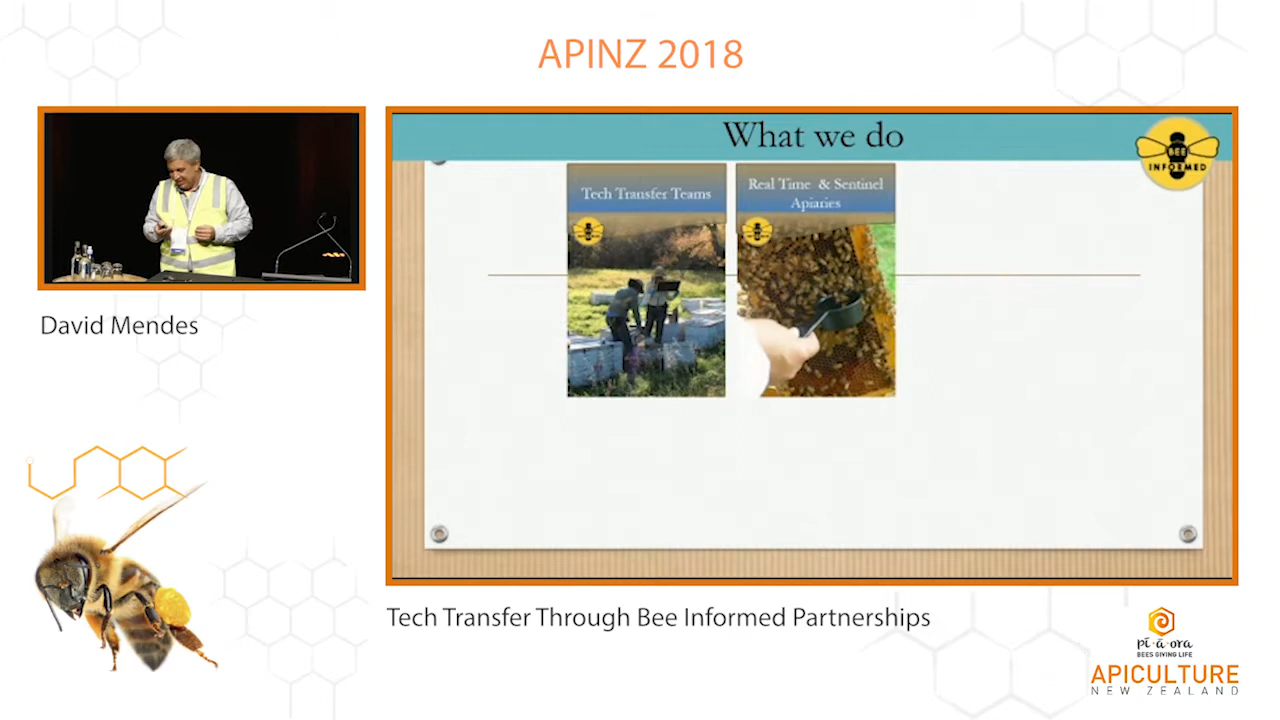 APINZ 2018
What we do
BEE
INFORMED
Tech Transfer Teams
Real Time & Sentinel
Apiaries
David Mendes
Tech Transfer Through Bee Informed Partnerships
pī-ā-ora
BEES GIVING LIFE
APICULTURE
NEW ZEALAND